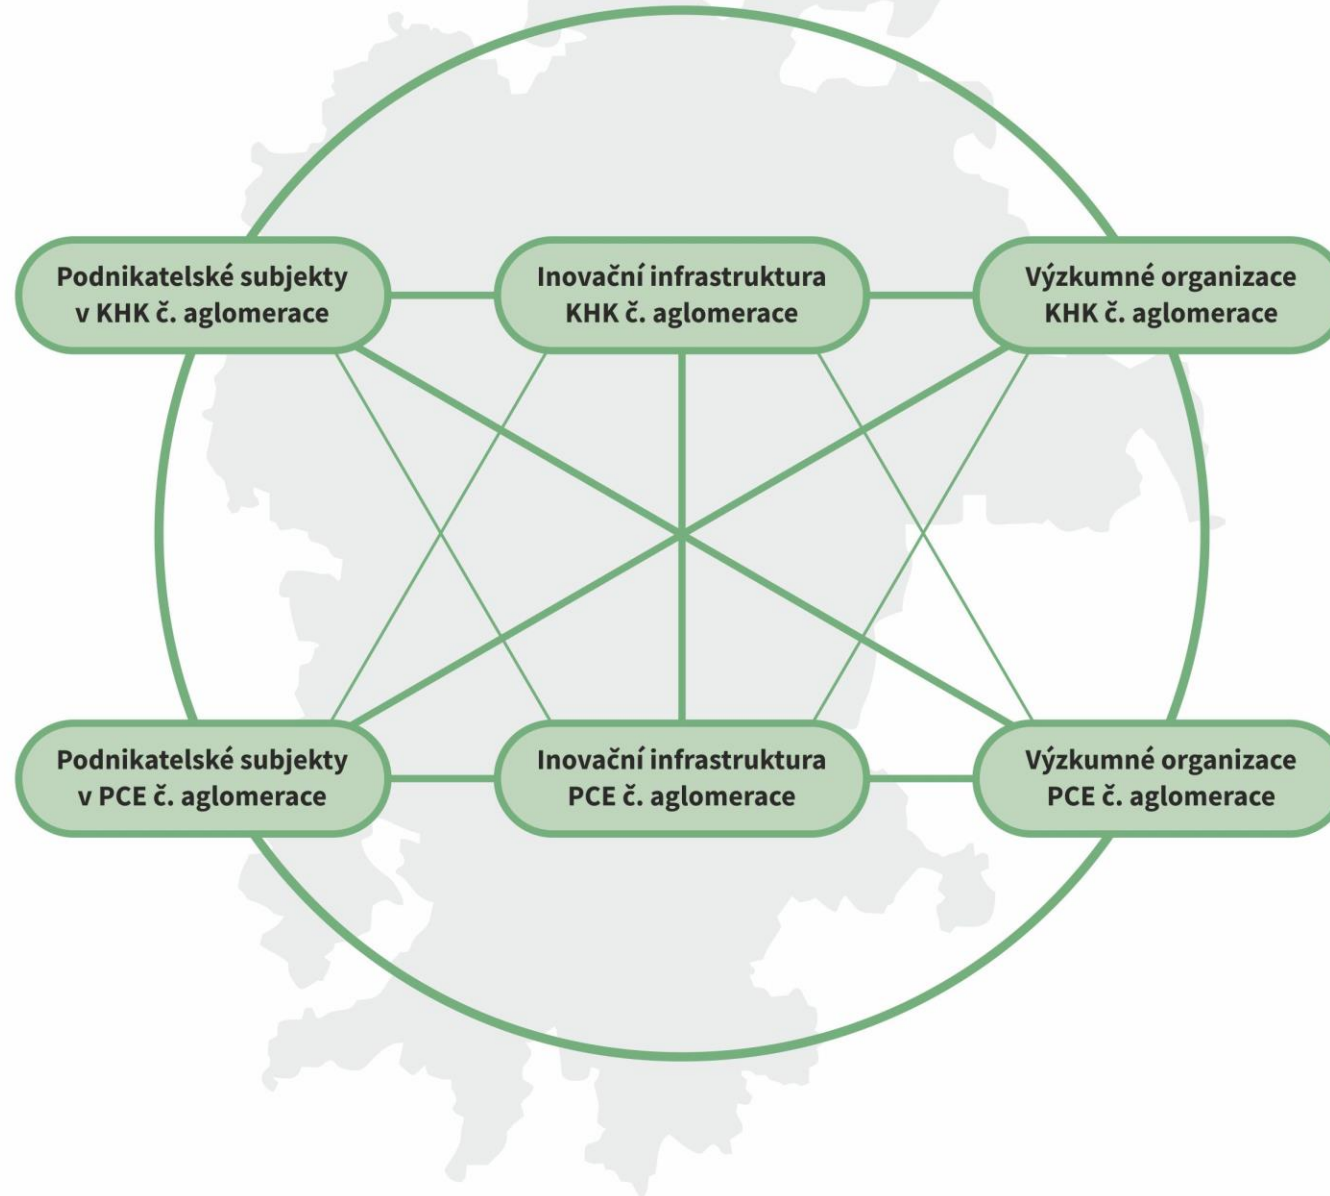 Podnikatelské subjekty
v KHK č. aglomerace
Inovační infrastruktura
KHK č. aglomerace
Výzkumné organizace
KHK č. aglomerace
Podnikatelské subjekty
v PCE č. aglomerace
Inovační infrastruktura
PCE č. aglomerace
Výzkumné organizace
PCE č. aglomerace